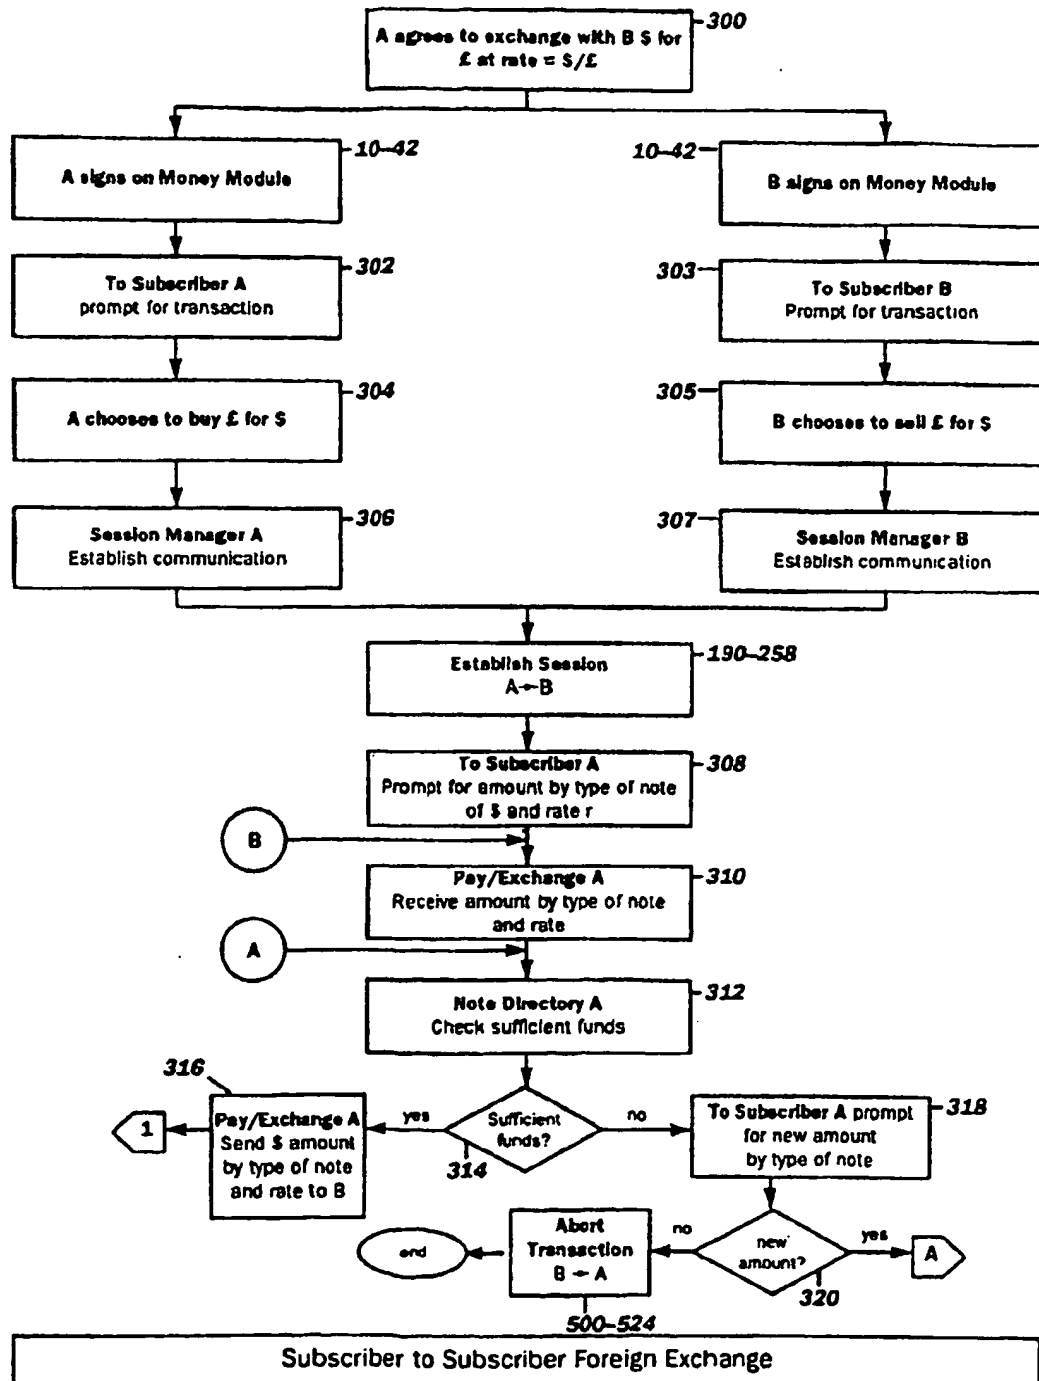 A agrees to exchange with B $ for
£ at rate = $/£
300
A signs on Money Module
10-42
10-42
B signs on Money Module
To Subscriber A
prompt for transaction
302
303
To Subscriber B
Prompt for transaction
A chooses to buy £ for $
304
305
B chooses to sell £ for $
Session Manager A
Establish communication
306
307
Session Manager B
Establish communication
Establish Session
A→B
190-258
To Subscriber A
Prompt for amount by type of note
of $ and rate r
308
B
Pay/Exchange A
Receive amount by type of note
and rate
310
A
Note Directory A
Check sufficient funds
312
316
1
Pay/Exchange A
Send $ amount
by type of note
and rate to B
yes
Sufficient
funds?
314
no
To Subscriber A prompt
for new amount
by type of note
318
end
Abort
Transaction
B → A
500-524
no
new
amount?
320
yes
A
Subscriber to Subscriber Foreign Exchange